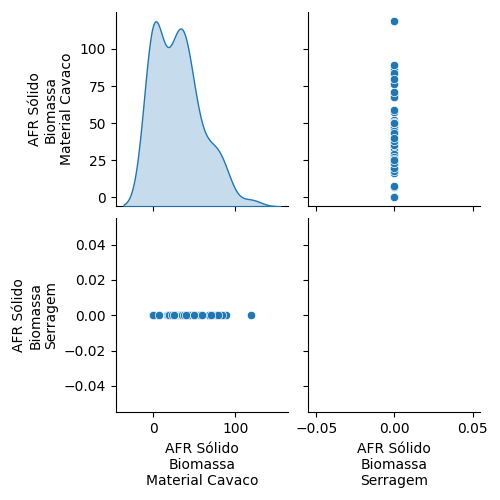 AFR Sólido
Biomassa
Material Cavaco
100
75
50
25
0
AFR Sólido
Biomassa
Serragem
0.04
0.02
0.00
−0.02
−0.04
0
100
−0.05
0.00
0.05
AFR Sólido
Biomassa
Material Cavaco
AFR Sólido
Biomassa
Serragem